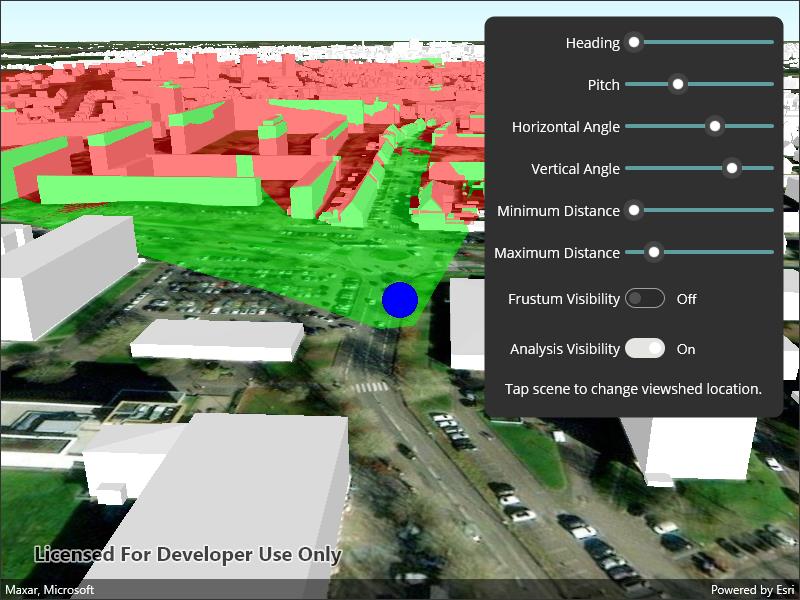 Heading
Pitch
Horizontal Angle
Vertical Angle
Minimum Distance
Maximum Distance
Frustum Visibility Off
Analysis Visibility On
Tap scene to change viewshed location.
Licensed For Developer Use Only
Maxar, Microsoft
Powered by Esri